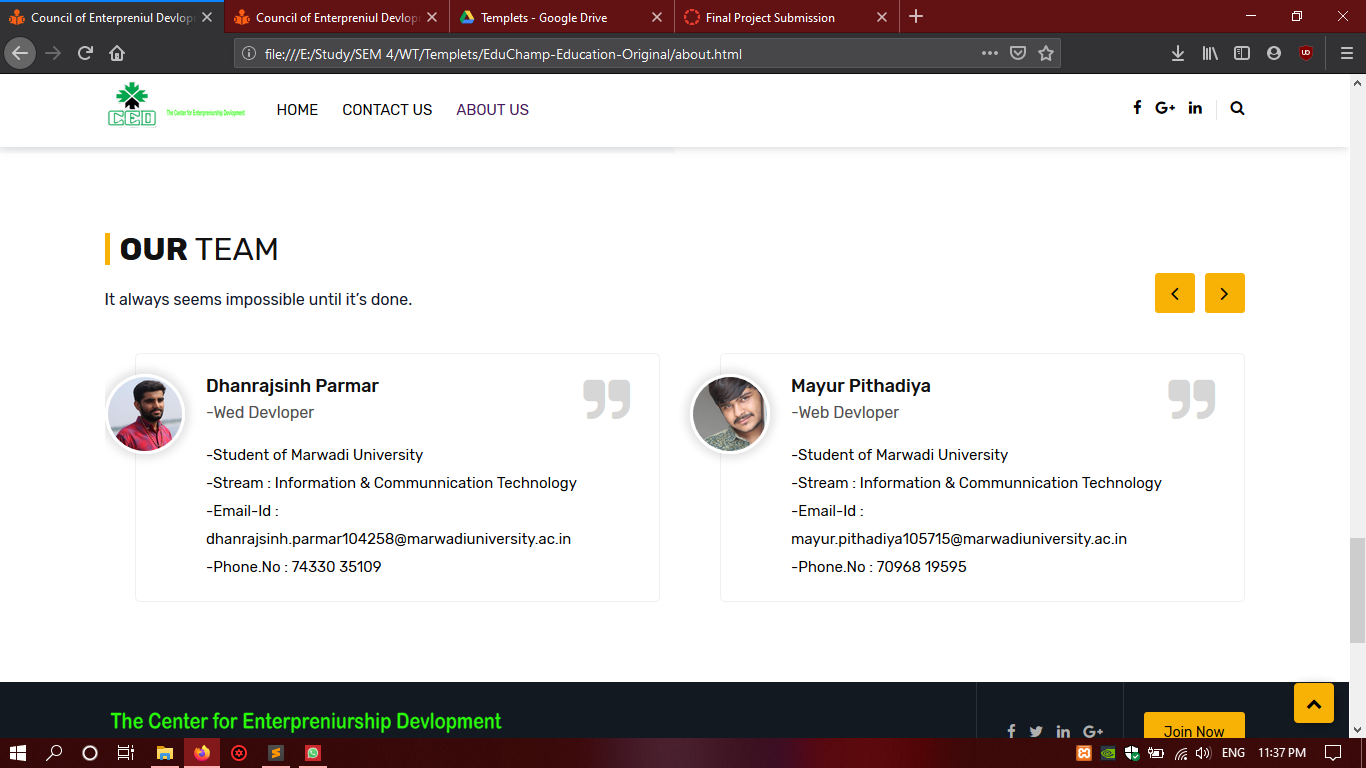 Council of Enterpreniul Devlop
Council of Enterpreniul Devlop
Templets - Google Drive
Final Project Submission
file:///E:/Study/SEM 4/WT/Templets/EduChamp-Education-Original/about.html
CED
The Center for Enterpreniurship Devlopment
HOME
CONTACT US
ABOUT US
OUR TEAM
It always seems impossible until it’s done.
Dhanrajsinh Parmar
-Wed Devloper
-Student of Marwadi University
-Stream : Information & Communnication Technology
-Email-Id :
dhanrajsinh.parmar104258@marwadiuniversity.ac.in
-Phone.No : 74330 35109
Mayur Pithadiya
-Web Devloper
-Student of Marwadi University
-Stream : Information & Communnication Technology
-Email-Id :
mayur.pithadiya105715@marwadiuniversity.ac.in
-Phone.No : 70968 19595
The Center for Enterpreniurship Devlopment
Join Now
ENG
11:37 PM